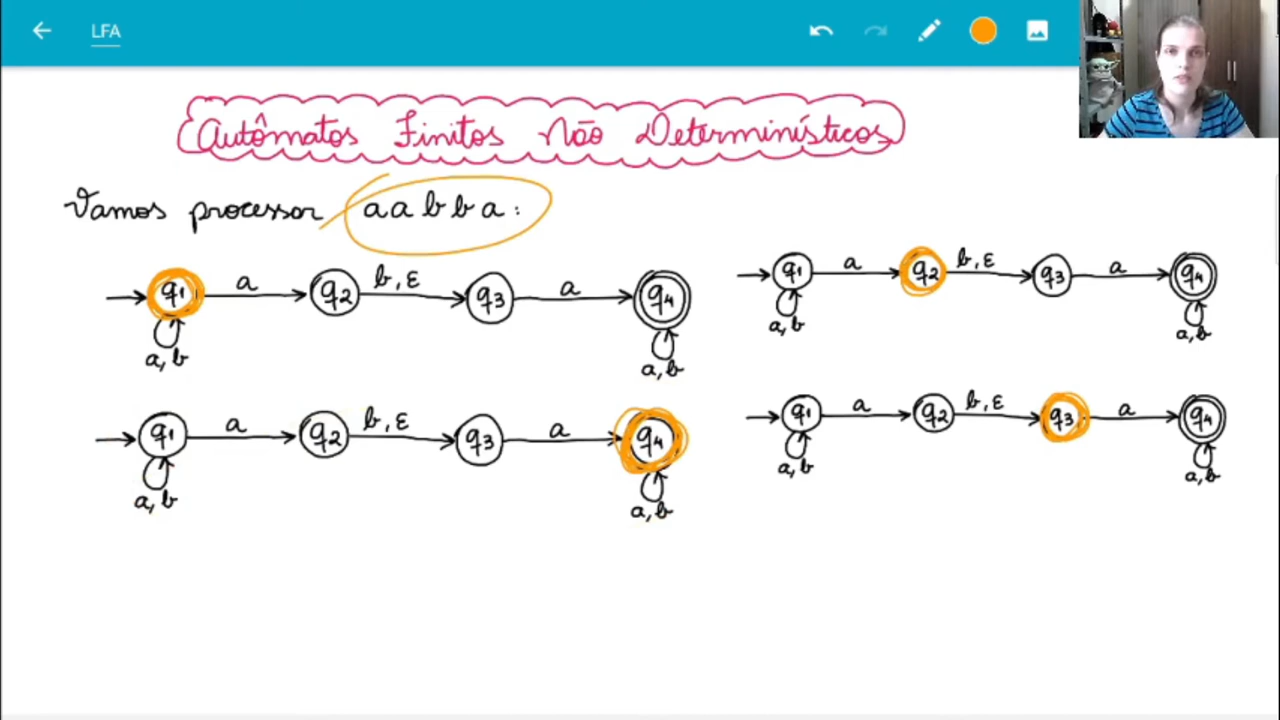 LFA
Autômatos Finitos Não Determinísticos
Vamos processar aabba:
q1 a q2 b, ε q3 a q4
a, b a, b
q1 a q2 b, ε q3 a q4
a, b a, b
q1 a q2 b, ε q3 a q4
a, b a, b
q1 a q2 b, ε q3 a q4
a, b a, b